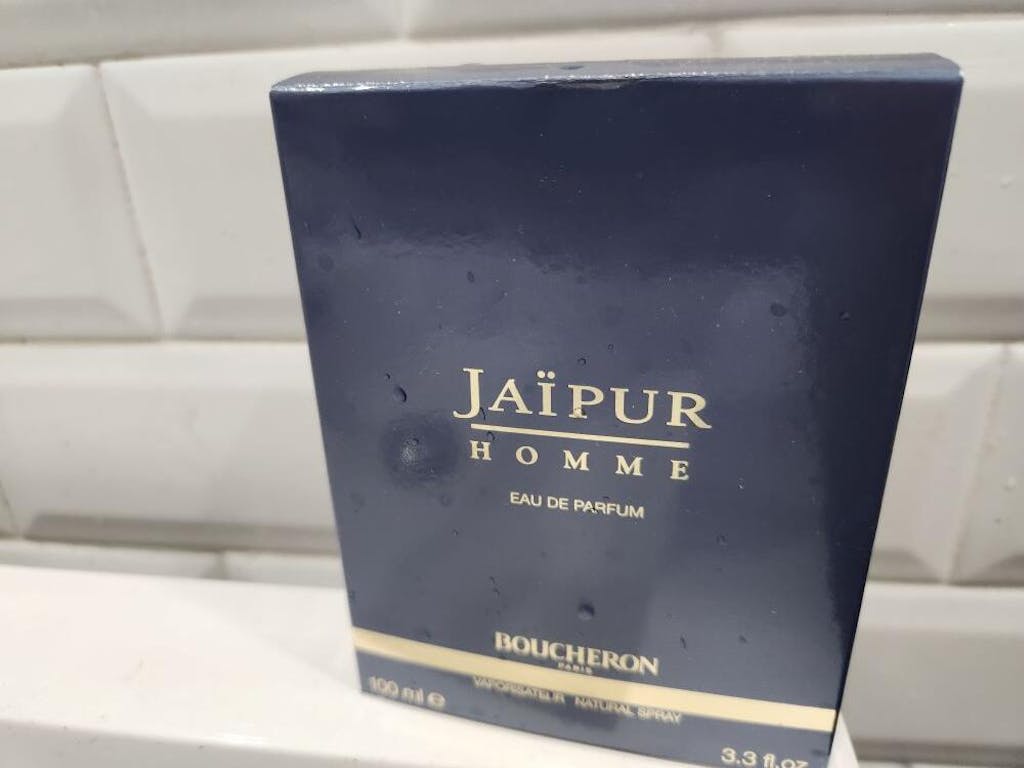 JAÏPUR
HOMME
EAU DE PARFUM
BOUCHERON
PARIS
VAPORISATEUR NATURAL SPRAY
100 ml e
3.3 fl.oz